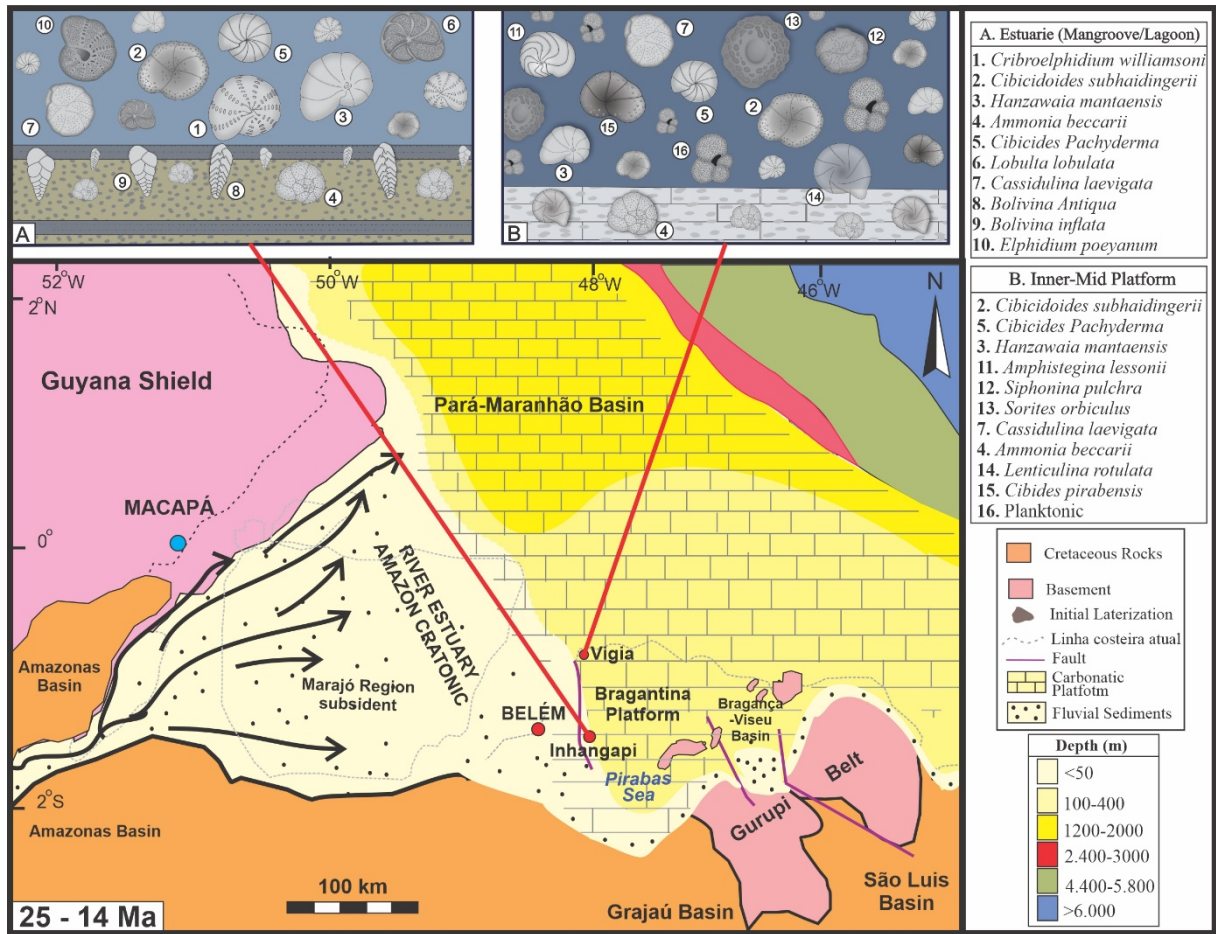 10
2
5
6
7
1
3
9
8
4
A
11
7
13
12
15
5
2
16
3
14
4
B
A. Estuarie (Mangroove/Lagoon)
1. Cribroelphidium williamsoni
2. Cibicidoides subhaidingerii
3. Hanzawaia mantaensis
4. Ammonia beccarii
5. Cibicides Pachyderma
6. Lobulta lobulata
7. Cassidulina laevigata
8. Bolivina Antiqua
9. Bolivina inflata
10. Elphidium poeyanum
B. Inner-Mid Platform
2. Cibicidoides subhaidingerii
5. Cibicides Pachyderma
3. Hanzawaia mantaensis
11. Amphistegina lessonii
12. Siphonina pulchra
13. Sorites orbiculus
7. Cassidulina laevigata
4. Ammonia beccarii
14. Lenticulina rotulata
15. Cibides pirabensis
16. Planktonic
Cretaceous Rocks
Basement
Initial Laterization
Linha costeira atual
Fault
Carbonatic
Platfotm
Fluvial Sediments
Depth (m)
<50
100-400
1200-2000
2.400-3000
4.400-5.800
>6.000
52°W
50°W
48°W
46°W
N
2°N
0°
2°S
Guyana Shield
Pará-Maranhão Basin
MACAPÁ
RIVER ESTUARY
AMAZON CRATONIC
Amazonas
Basin
Marajó Region
subsident
BELÉM
Vigia
Inhangapi
Bragantina
Platform
Bragança
-Viseu
Basin
Pirabas
Sea
Gurupi
Belt
Amazonas Basin
100 km
São Luis
Basin
Grajaú Basin
25 - 14 Ma